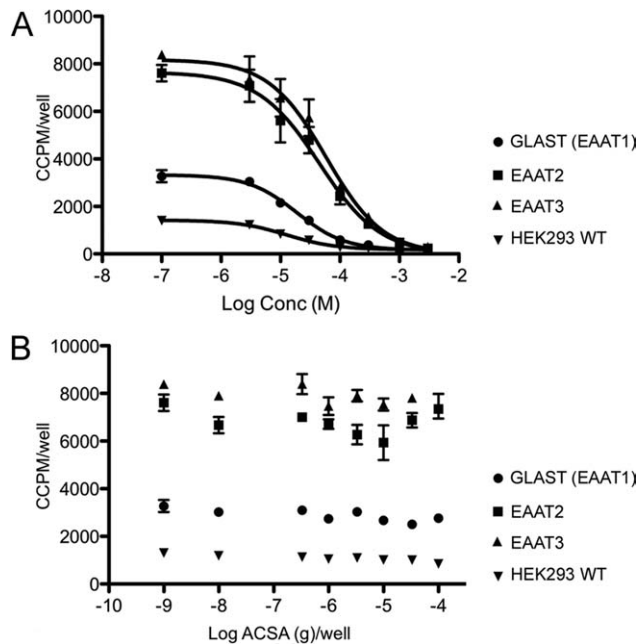 A
10000
8000
6000
4000
2000
0
CCPM/well
-7 -6 -5 -4 -3 -2
Log Conc (M)
GLAST (EAAT1)
EAAT2
EAAT3
HEK293 WT
B
10000
8000
6000
4000
2000
0
CCPM/well
-10 -9 -8 -7 -6 -5 -4
Log ACSA (g)/well
GLAST (EAAT1)
EAAT2
EAAT3
HEK293 WT